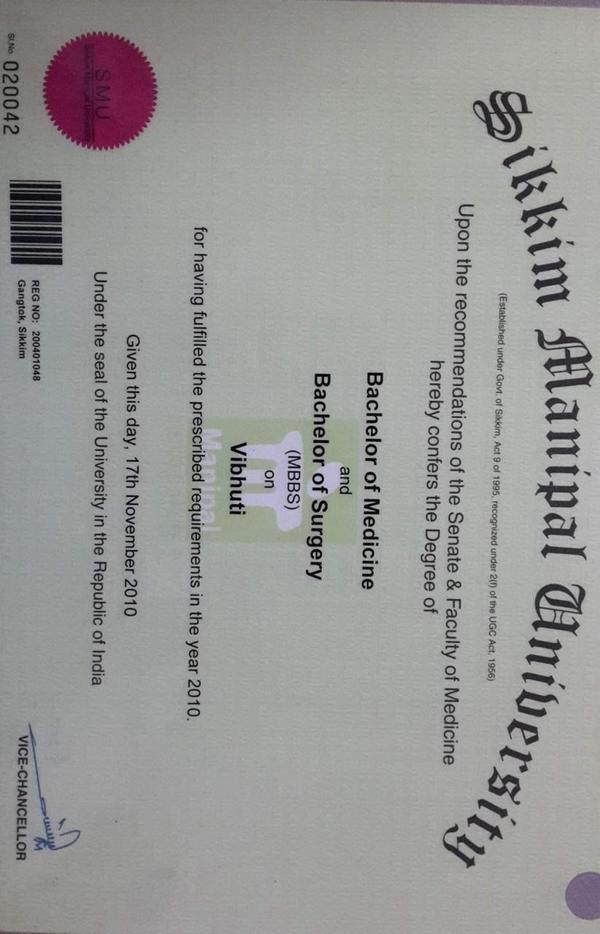 Sikkim Manipal University
(Established under Govt. of Sikkim, Act 9 of 1995, recognized under 2(f) of the UGC Act, 1956)
Upon the recommendations of the Senate & Faculty of Medicine
hereby confers the Degree of
Bachelor of Medicine
and
Bachelor of Surgery
(MBBS)
on
Vibhuti
Manipal
for having fulfilled the prescribed requirements in the year 2010.
Given this day, 17th November 2010
Under the seal of the University in the Republic of India
SMU
Sl.No. 020042
REG NO: 200401048
Gangtok, Sikkim
VICE-CHANCELLOR